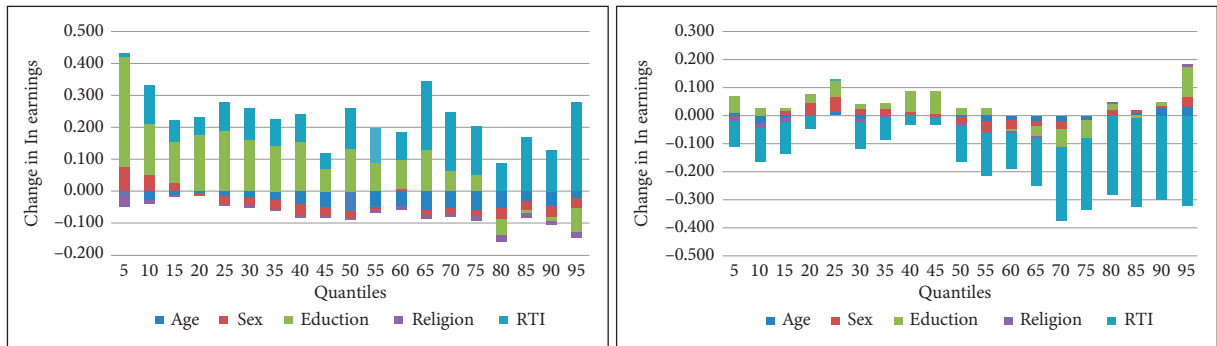 Change in In earnings
0.500
0.400
0.300
0.200
0.100
0.000
–0.100
–0.200
5 10 15 20 25 30 35 40 45 50 55 60 65 70 75 80 85 90 95
Quantiles
Age Sex Eduction Religion RTI
Change in In earnings
0.300
0.200
0.100
0.000
–0.100
–0.200
–0.300
–0.400
–0.500
5 10 15 20 25 30 35 40 45 50 55 60 65 70 75 80 85 90 95
Quantiles
Age Sex Eduction Religion RTI